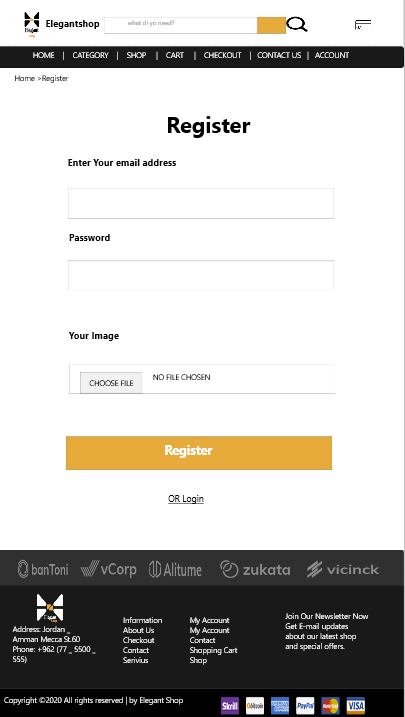 Elegant
Shop
Elegantshop
what di yo need?
HOME | CATEGORY | SHOP | CART | CHECKOUT | CONTACT US | ACCOUNT
Home >Register
Register
Enter Your email address
Password
Your Image
CHOOSE FILE NO FILE CHOSEN
Register
OR Login
banToni vCorp Alitume zukata vicinck
Elegant
Address: Jordan _
Amman Mecca St.60
Phone: +962 (77 _ 5500 _
555)
Information
About Us
Checkout
Contact
Serivius
My Account
My Account
Contact
Shopping Cart
Shop
Join Our Newsletter Now
Get E-mail updates
about our latest shop
and special offers.
Copyright ©2020 All rights reserved | by Elegant Shop
Skrill bitcoin PayPal VISA